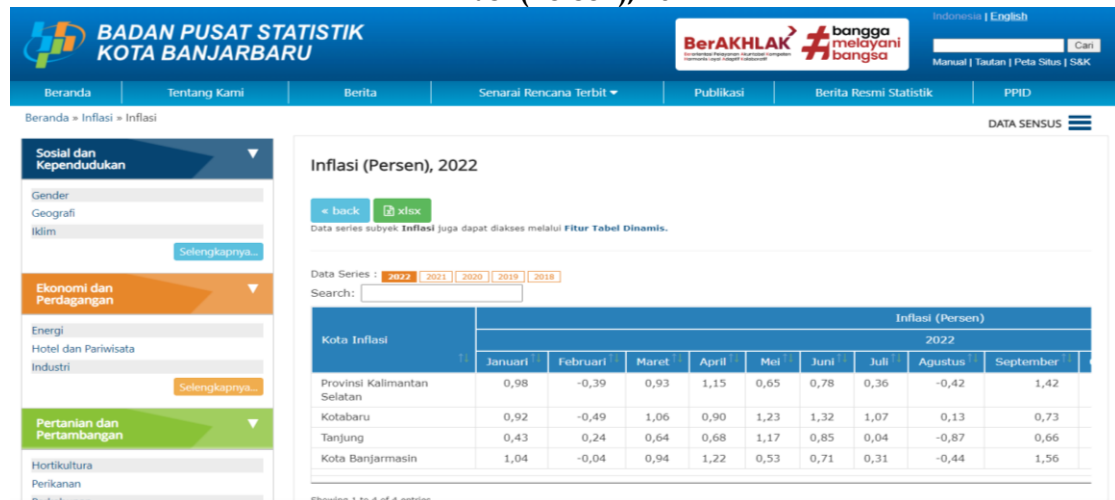 Indonesia | English
BADAN PUSAT STATISTIK
KOTA BANJARBARU
BerAKHLAK
bangga
melayani
bangsa
Cari
Manual | Tautan | Peta Situs | S&K
Beranda
Tentang Kami
Berita
Senarai Rencana Terbit
Publikasi
Berita Resmi Statistik
PPID
Beranda » Inflasi » Inflasi
DATA SENSUS
Sosial dan
Kependudukan
Gender
Geografi
Iklim
Selengkapnya...
Ekonomi dan
Perdagangan
Energi
Hotel dan Pariwisata
Industri
Selengkapnya...
Pertanian dan
Pertambangan
Hortikultura
Perikanan
Inflasi (Persen), 2022
« back
xlsx
Data series subyek Inflasi juga dapat diakses melalui Fitur Tabel Dinamis.
Data Series : 2022 2021 2020 2019 2018
Search:
Kota Inflasi
Inflasi (Persen)
2022
Januari Februari Maret April Mei Juni Juli Agustus September
Provinsi Kalimantan Selatan 0,98 -0,39 0,93 1,15 0,65 0,78 0,36 -0,42 1,42
Kotabaru 0,92 -0,49 1,06 0,90 1,23 1,32 1,07 0,13 0,73
Tanjung 0,43 0,24 0,64 0,68 1,17 0,85 0,04 -0,87 0,66
Kota Banjarmasin 1,04 -0,04 0,94 1,22 0,53 0,71 0,31 -0,44 1,56
Showing 1 to 4 of 4 entries